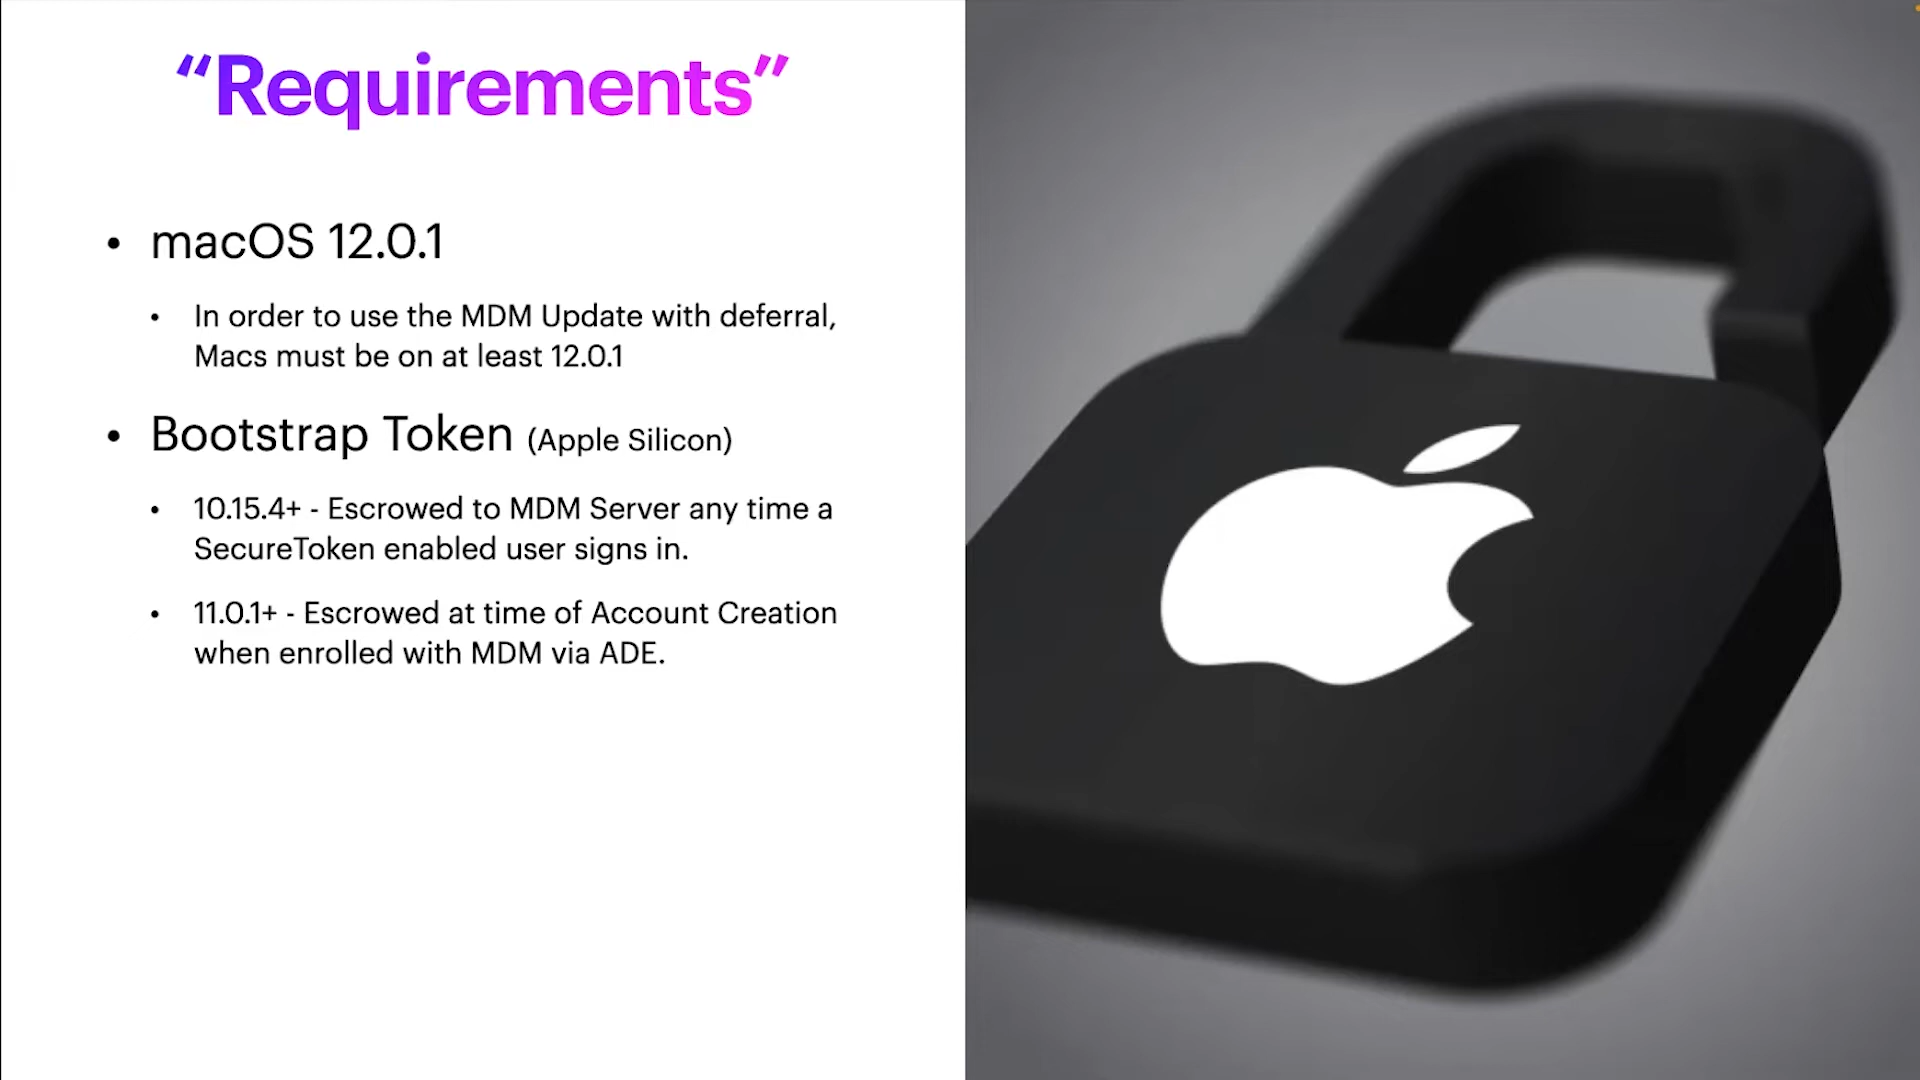 “Requirements”
• macOS 12.0.1
• In order to use the MDM Update with deferral,
Macs must be on at least 12.0.1
• Bootstrap Token (Apple Silicon)
• 10.15.4+ - Escrowed to MDM Server any time a
SecureToken enabled user signs in.
• 11.0.1+ - Escrowed at time of Account Creation
when enrolled with MDM via ADE.